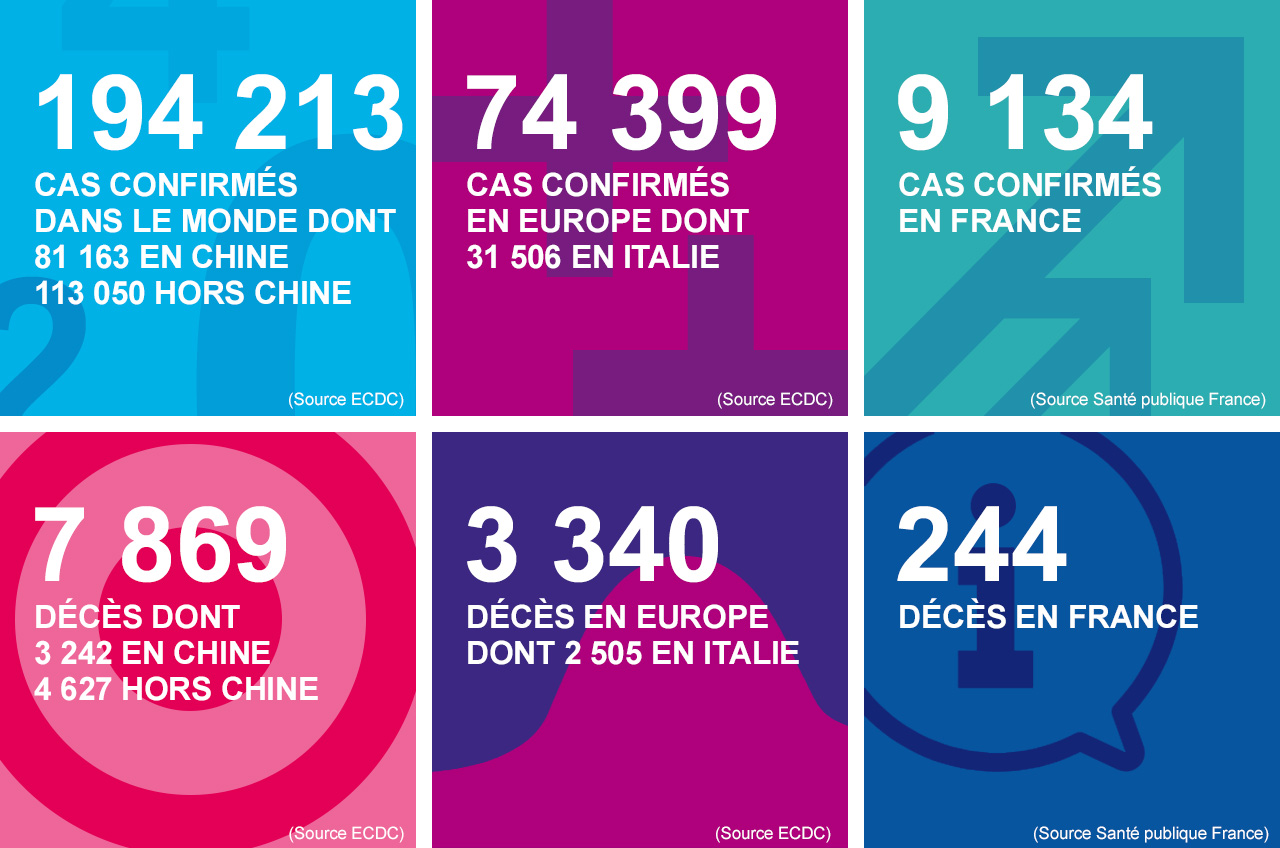 194 213
CAS CONFIRMÉS
DANS LE MONDE DONT
81 163 EN CHINE
113 050 HORS CHINE
(Source ECDC)
74 399
CAS CONFIRMÉS
EN EUROPE DONT
31 506 EN ITALIE
(Source ECDC)
9 134
CAS CONFIRMÉS
EN FRANCE
(Source Santé publique France)
7 869
DÉCÈS DONT
3 242 EN CHINE
4 627 HORS CHINE
(Source ECDC)
3 340
DÉCÈS EN EUROPE
DONT 2 505 EN ITALIE
(Source ECDC)
244
DÉCÈS EN FRANCE
(Source Santé publique France)